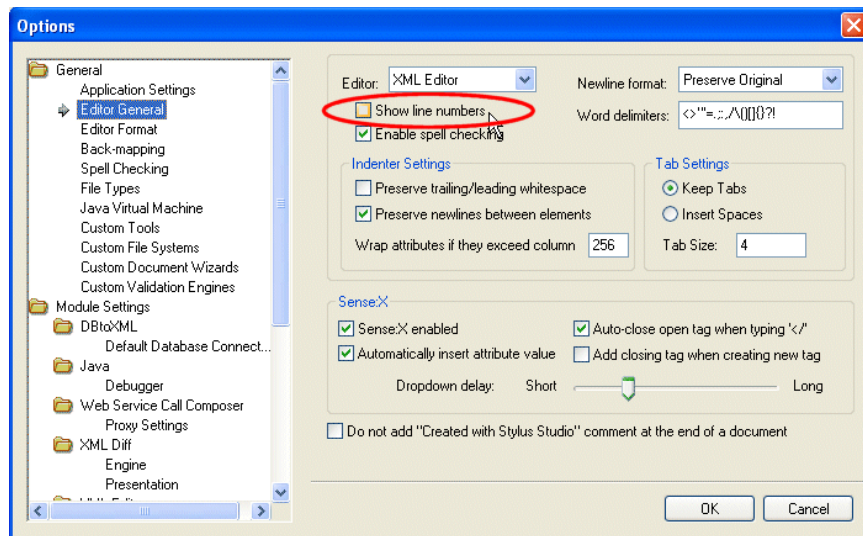 Options
General
Application Settings
Editor General
Editor Format
Back-mapping
Spell Checking
File Types
Java Virtual Machine
Custom Tools
Custom File Systems
Custom Document Wizards
Custom Validation Engines
Module Settings
DBtoXML
Default Database Connect...
Java
Debugger
Web Service Call Composer
Proxy Settings
XML Diff
Engine
Presentation
Editor: XML Editor
Newline format: Preserve Original
Show line numbers
Word delimiters: <>'"=.;:,/\()[]{}?!
Enable spell checking
Indenter Settings
Preserve trailing/leading whitespace
Preserve newlines between elements
Wrap attributes if they exceed column 256
Tab Settings
Keep Tabs
Insert Spaces
Tab Size: 4
Sense:X
Sense:X enabled
Auto-close open tag when typing '</'
Automatically insert attribute value
Add closing tag when creating new tag
Dropdown delay: Short Long
Do not add "Created with Stylus Studio" comment at the end of a document
OK
Cancel